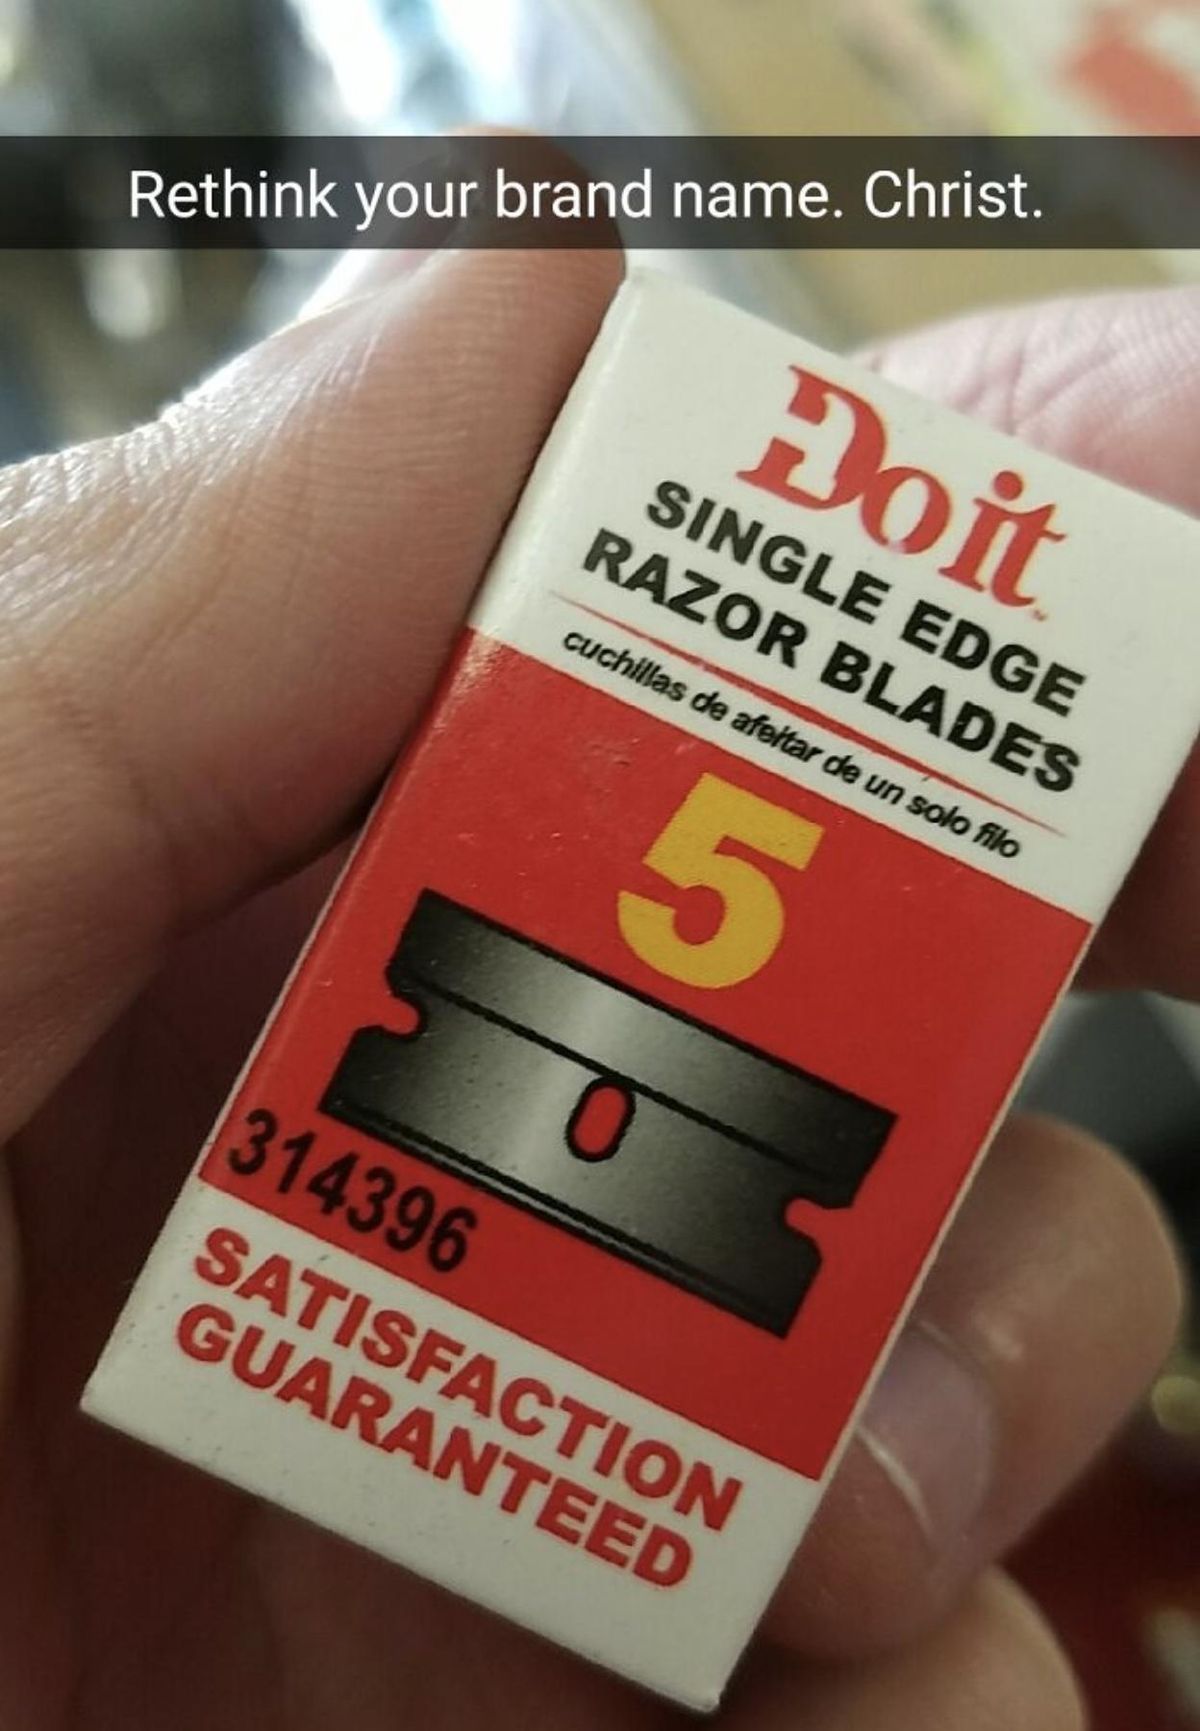 Rethink your brand name. Christ.
Do it
SINGLE EDGE
RAZOR BLADES
cuchillas de afeitar de un solo filo
5
314396
SATISFACTION
GUARANTEED